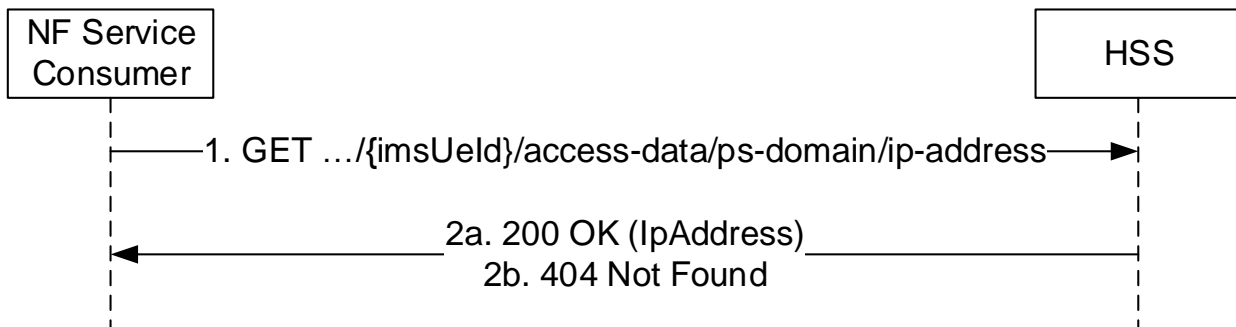 NF Service
Consumer
HSS
1. GET …/{imsUeId}/access-data/ps-domain/ip-address
2a. 200 OK (IpAddress)
2b. 404 Not Found